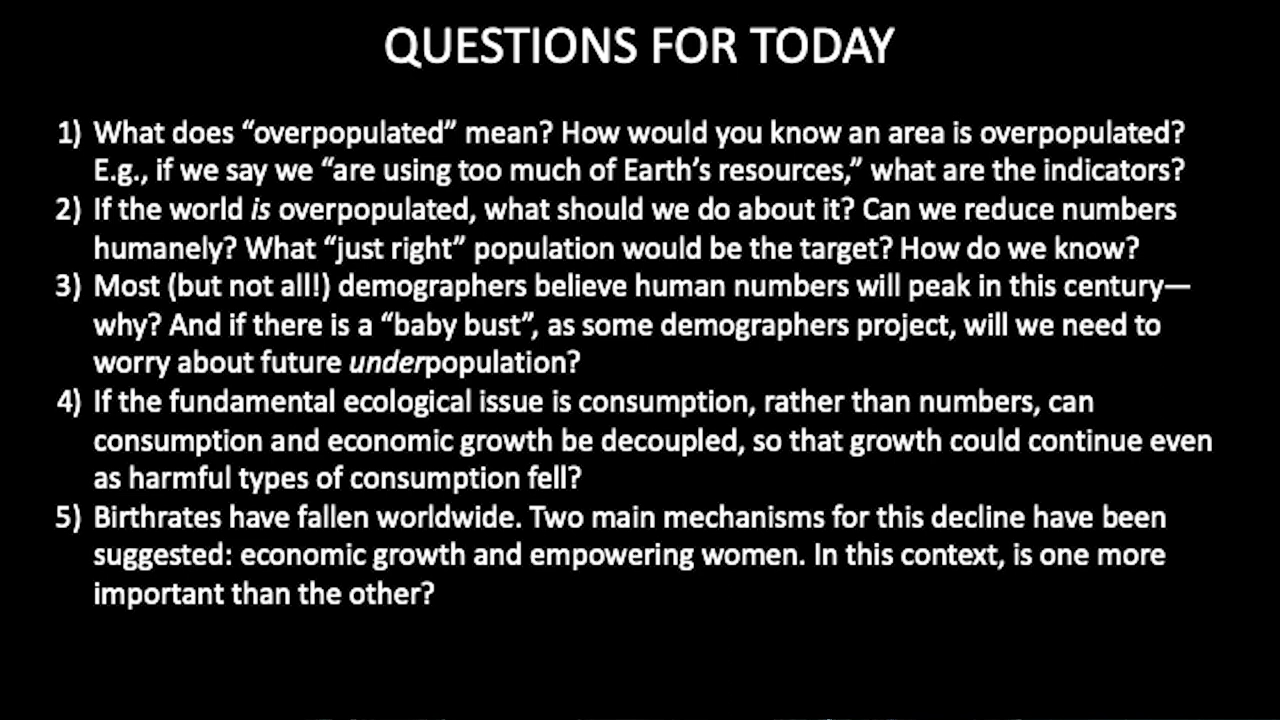 QUESTIONS FOR TODAY
1) What does “overpopulated” mean? How would you know an area is overpopulated?
E.g., if we say we “are using too much of Earth’s resources,” what are the indicators?
2) If the world is overpopulated, what should we do about it? Can we reduce numbers
humanely? What “just right” population would be the target? How do we know?
3) Most (but not all!) demographers believe human numbers will peak in this century—
why? And if there is a “baby bust”, as some demographers project, will we need to
worry about future underpopulation?
4) If the fundamental ecological issue is consumption, rather than numbers, can
consumption and economic growth be decoupled, so that growth could continue even
as harmful types of consumption fell?
5) Birthrates have fallen worldwide. Two main mechanisms for this decline have been
suggested: economic growth and empowering women. In this context, is one more
important than the other?